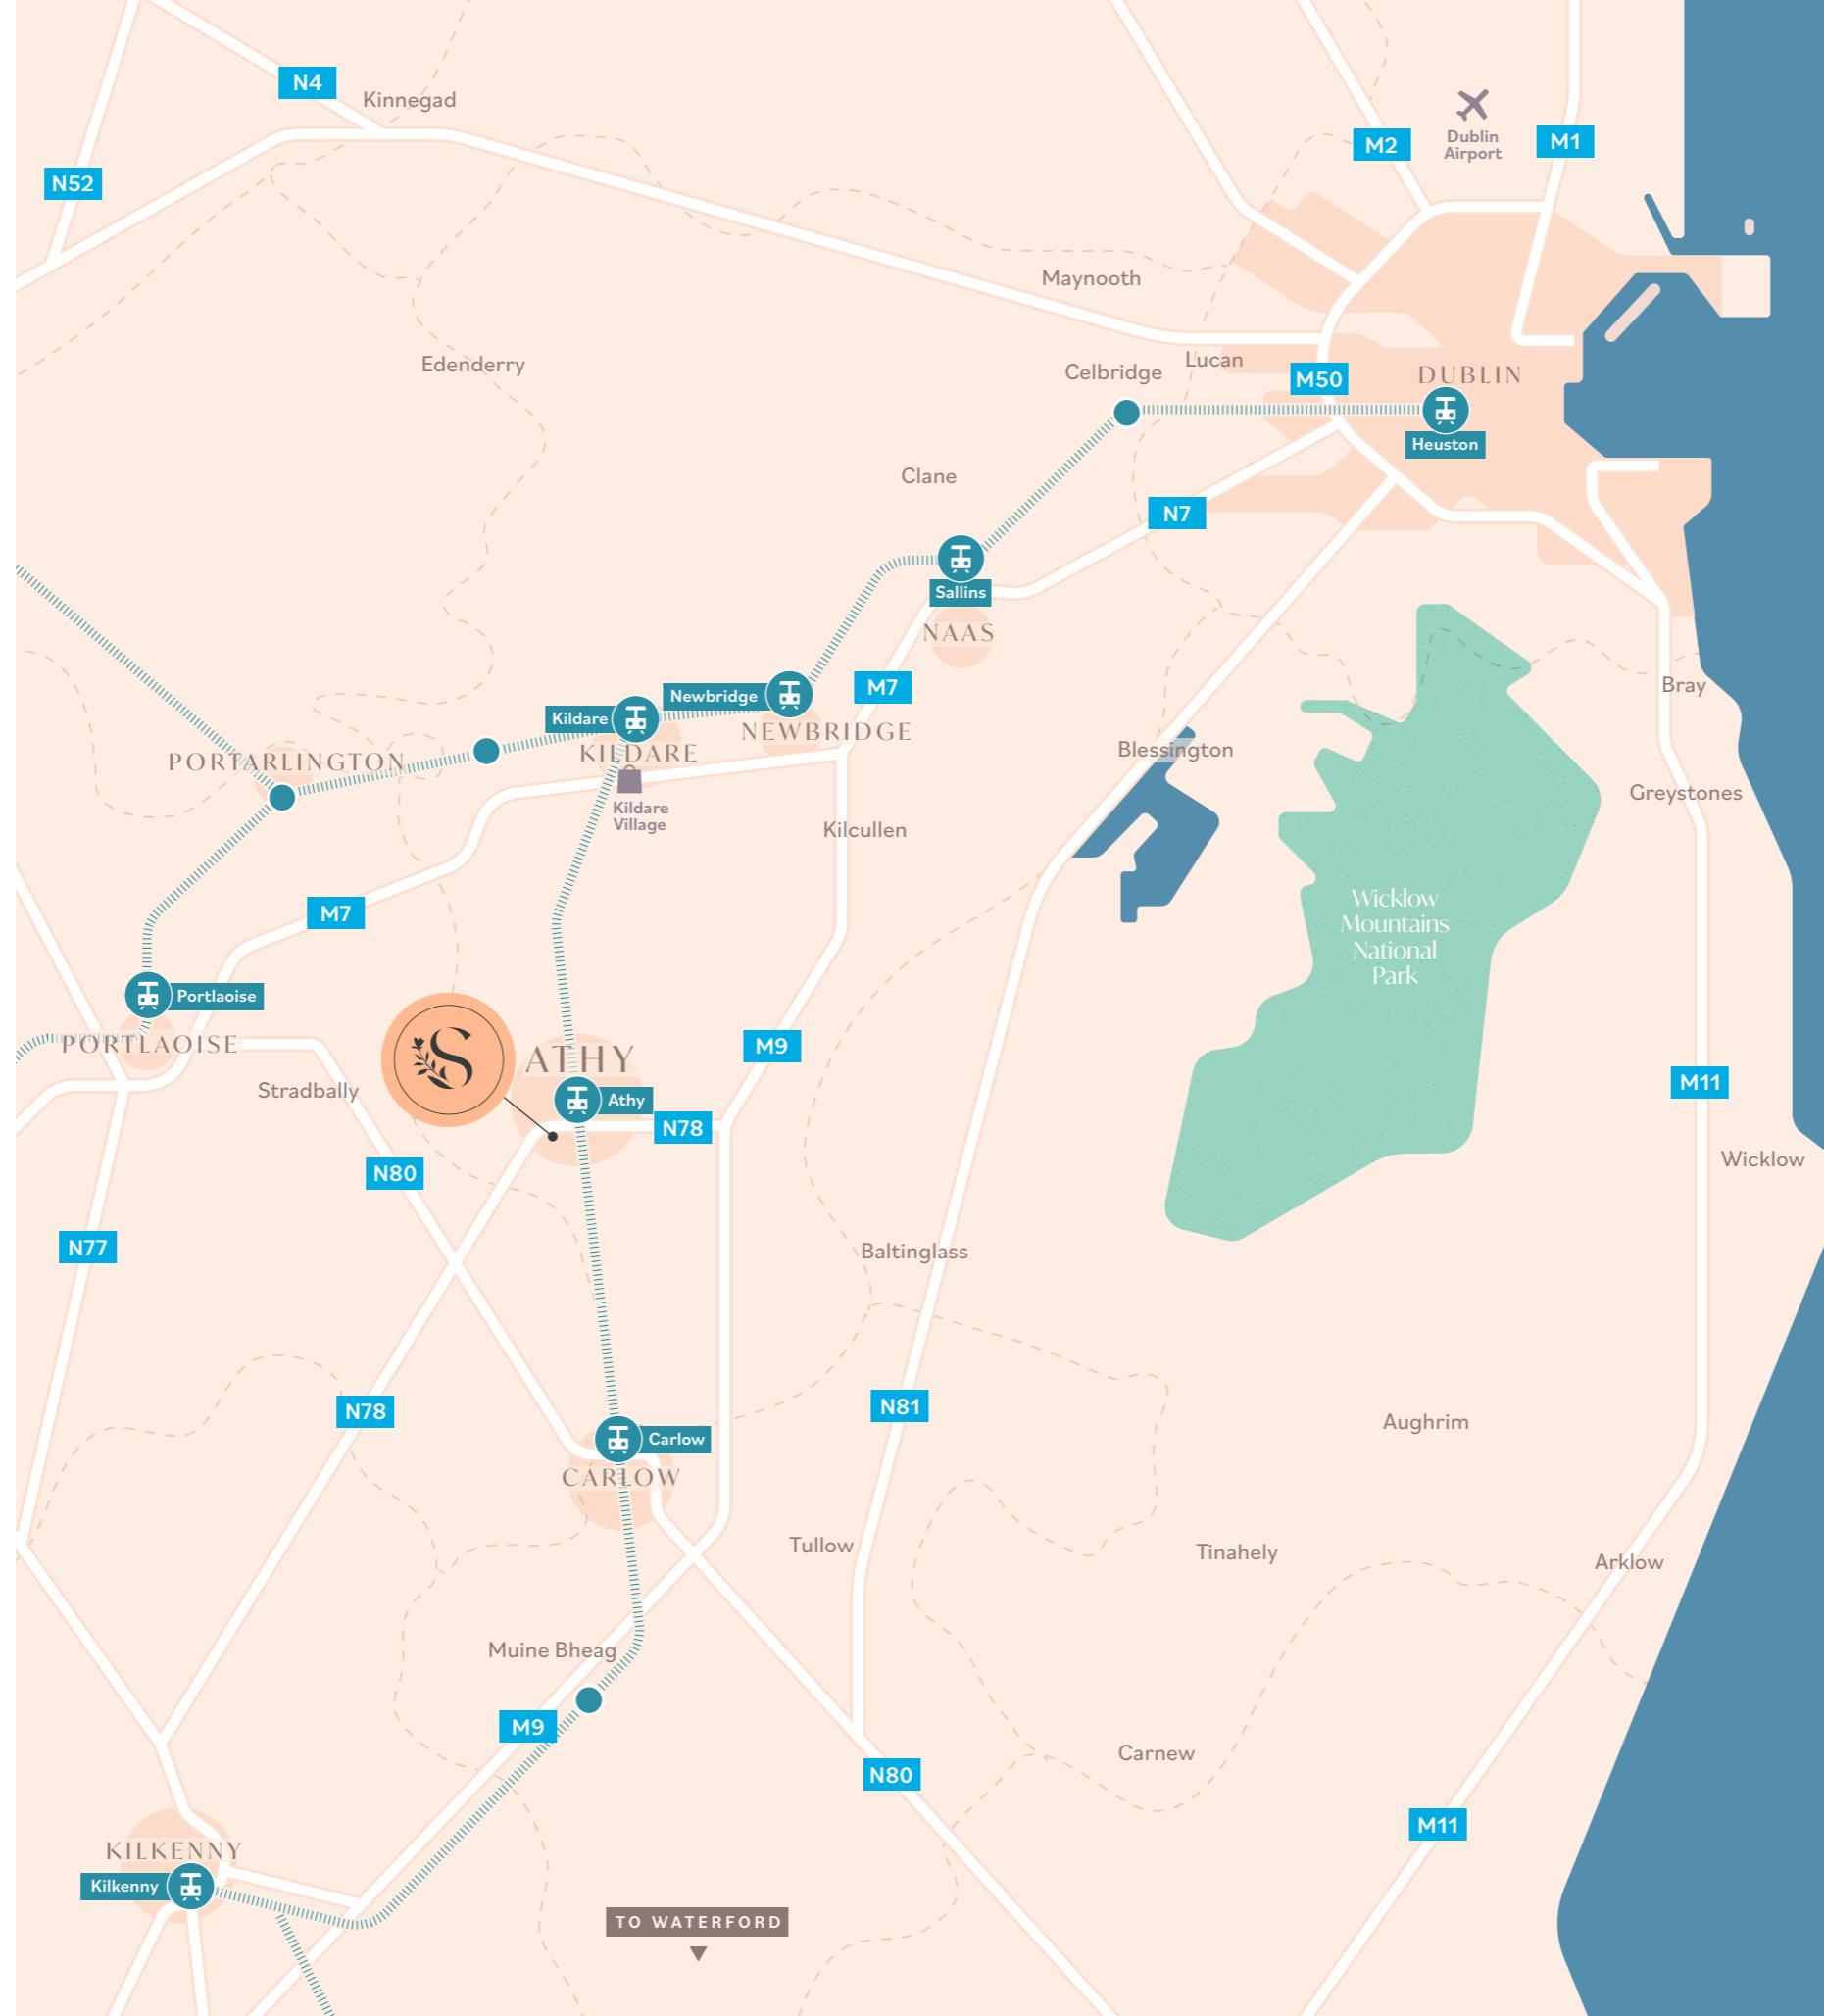 N4
Kinnegad
Dublin
Airport
M2
M1
N52
Maynooth
Edenderry
Lucan
Celbridge
M50
DUBLIN
Heuston
Clane
N7
Sallins
NAAS
Newbridge
M7
Kildare
NEWBRIDGE
Bray
KILDARE
Blessington
PORTARLINGTON
Kildare
Village
Greystones
Kilcullen
Wicklow
Mountains
National
Park
M7
Portlaoise
PORTLAOISE
S
ATHY
M9
Stradbally
Athy
M11
N78
N80
Wicklow
N77
Baltinglass
N78
N81
Aughrim
Carlow
CARLOW
Tullow
Tinahely
Arklow
Muine Bheag
M9
Carnew
N80
M11
KILKENNY
Kilkenny
TO WATERFORD